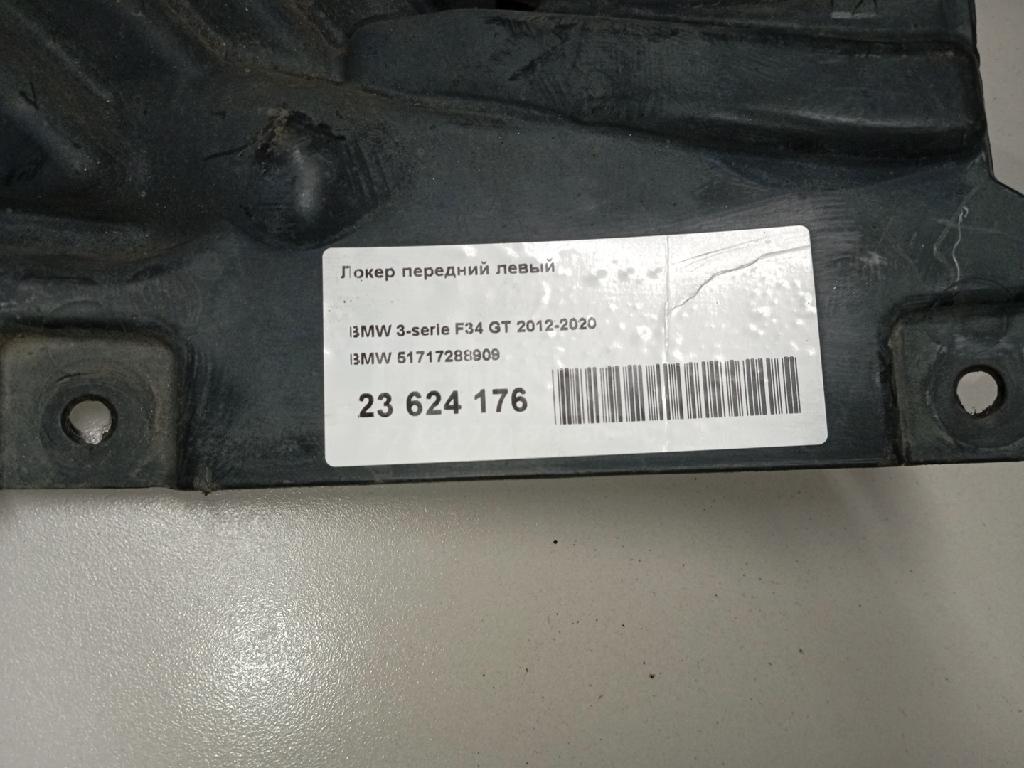 Локер передний левый
BMW 3-serie F34 GT 2012-2020
BMW 51717288909
23 624 176